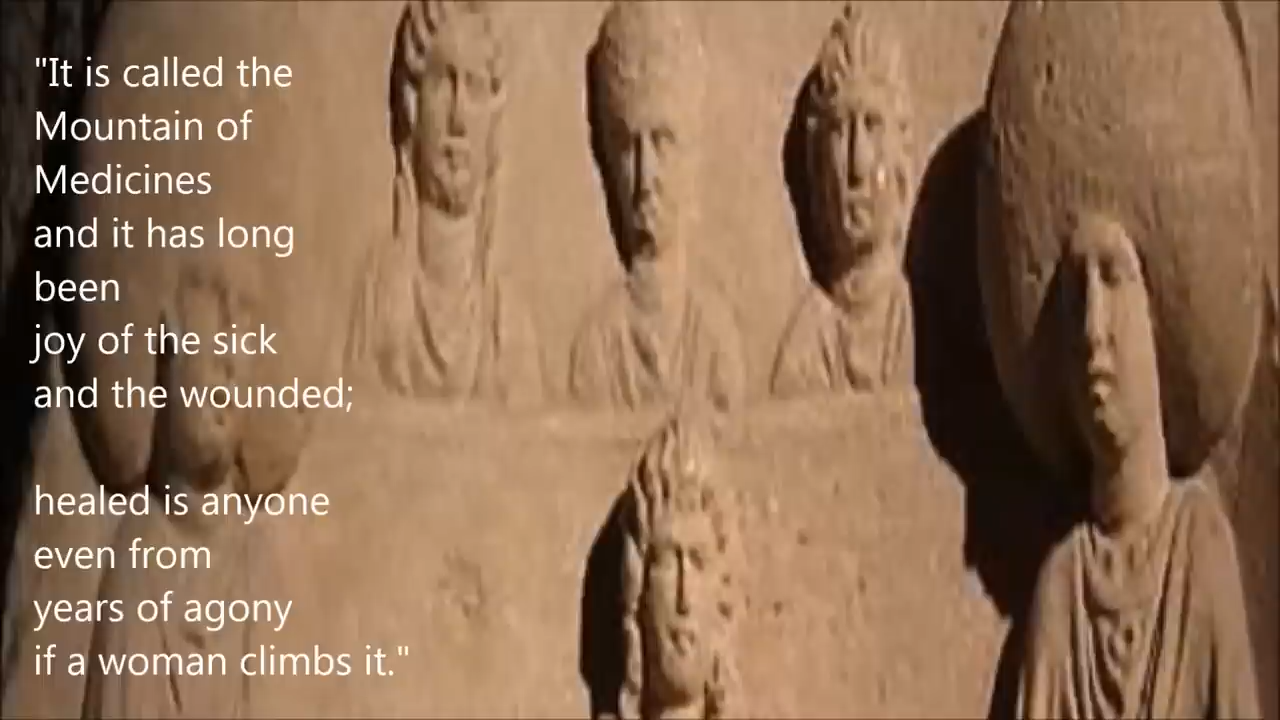 "It is called the
Mountain of
Medicines
and it has long
been
joy of the sick
and the wounded;
healed is anyone
even from
years of agony
if a woman climbs it."